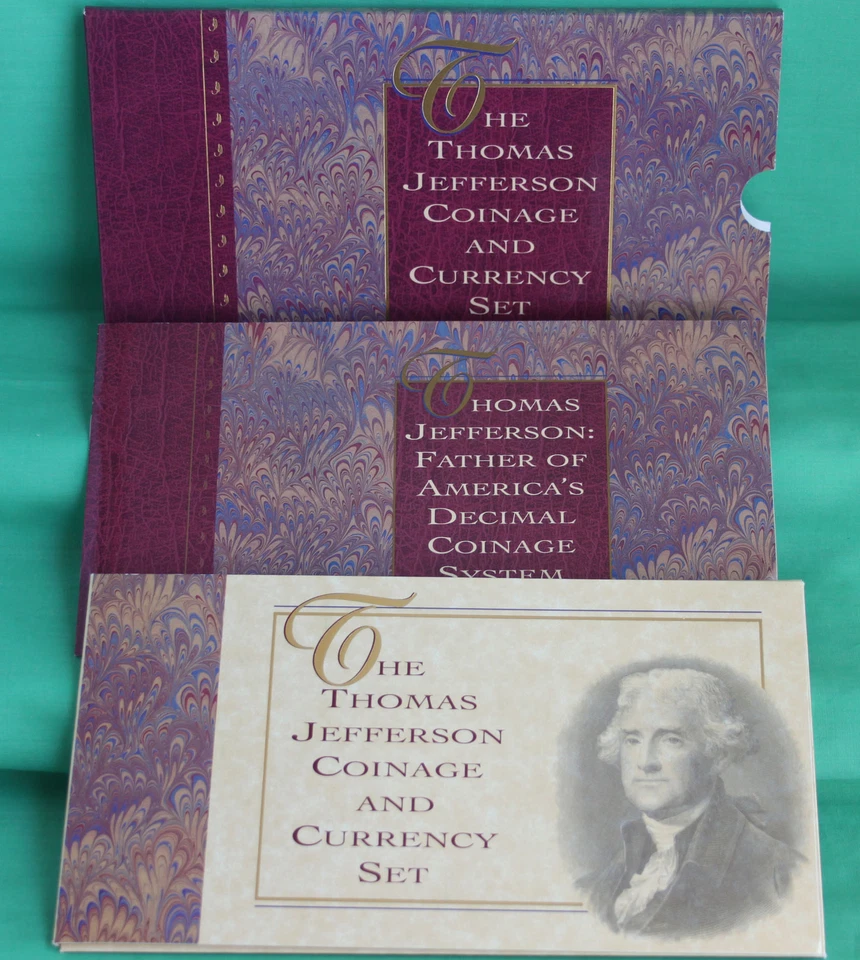 THE
THOMAS
JEFFERSON
COINAGE
AND
CURRENCY
SET
THOMAS
JEFFERSON:
FATHER OF
AMERICA'S
DECIMAL
COINAGE
SYSTEM
THE
THOMAS
JEFFERSON
COINAGE
AND
CURRENCY
SET